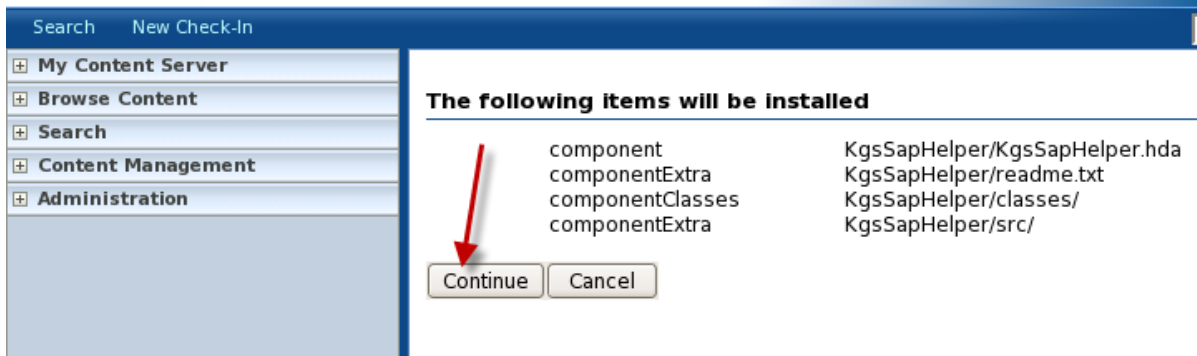 Search New Check-In
My Content Server
Browse Content
Search
Content Management
Administration
The following items will be installed
component KgsSapHelper/KgsSapHelper.hda
componentExtra KgsSapHelper/readme.txt
componentClasses KgsSapHelper/classes/
componentExtra KgsSapHelper/src/
Continue Cancel